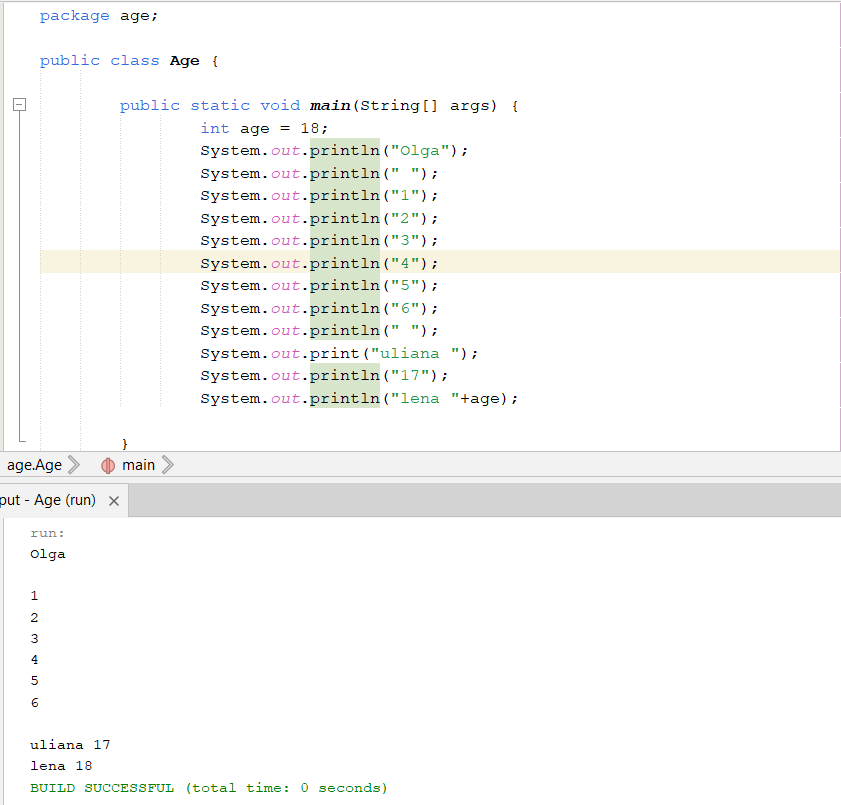 package age;
public class Age {
public static void main(String[] args) {
int age = 18;
System.out.println("Olga");
System.out.println(" ");
System.out.println("1");
System.out.println("2");
System.out.println("3");
System.out.println("4");
System.out.println("5");
System.out.println("6");
System.out.println(" ");
System.out.print("uliana ");
System.out.println("17");
System.out.println("lena "+age);
}
age.Age main
put - Age (run)
run:
Olga
1
2
3
4
5
6
uliana 17
lena 18
BUILD SUCCESSFUL (total time: 0 seconds)